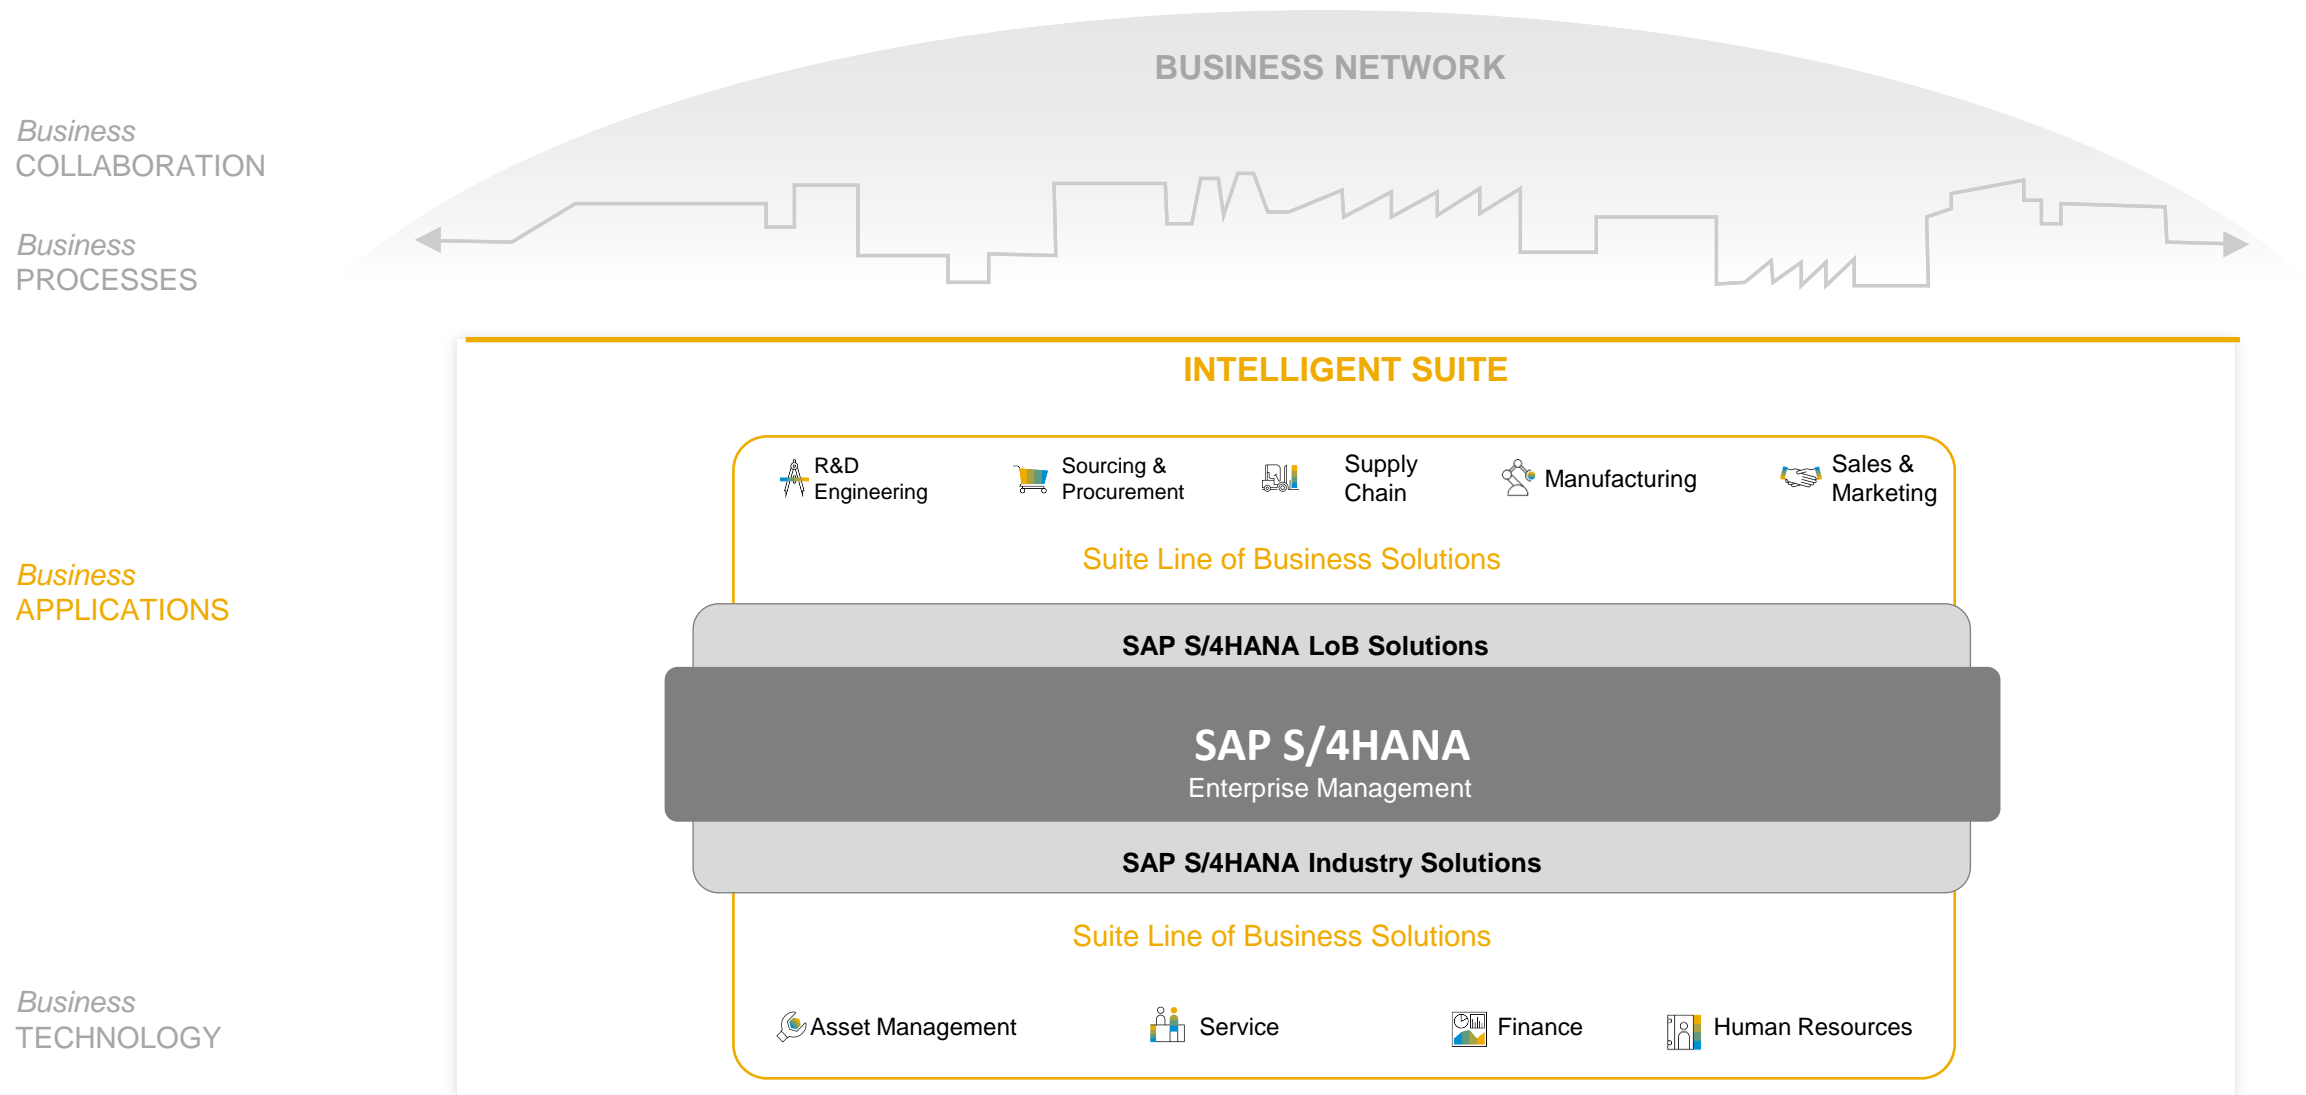 BUSINESS NETWORK
Business
COLLABORATION
Business
PROCESSES
INTELLIGENT SUITE
R&D
Engineering
Sourcing &
Procurement
Supply
Chain
Manufacturing
Sales &
Marketing
Suite Line of Business Solutions
Business
APPLICATIONS
SAP S/4HANA LoB Solutions
SAP S/4HANA
Enterprise Management
SAP S/4HANA Industry Solutions
Suite Line of Business Solutions
Business
TECHNOLOGY
Asset Management
Service
Finance
Human Resources